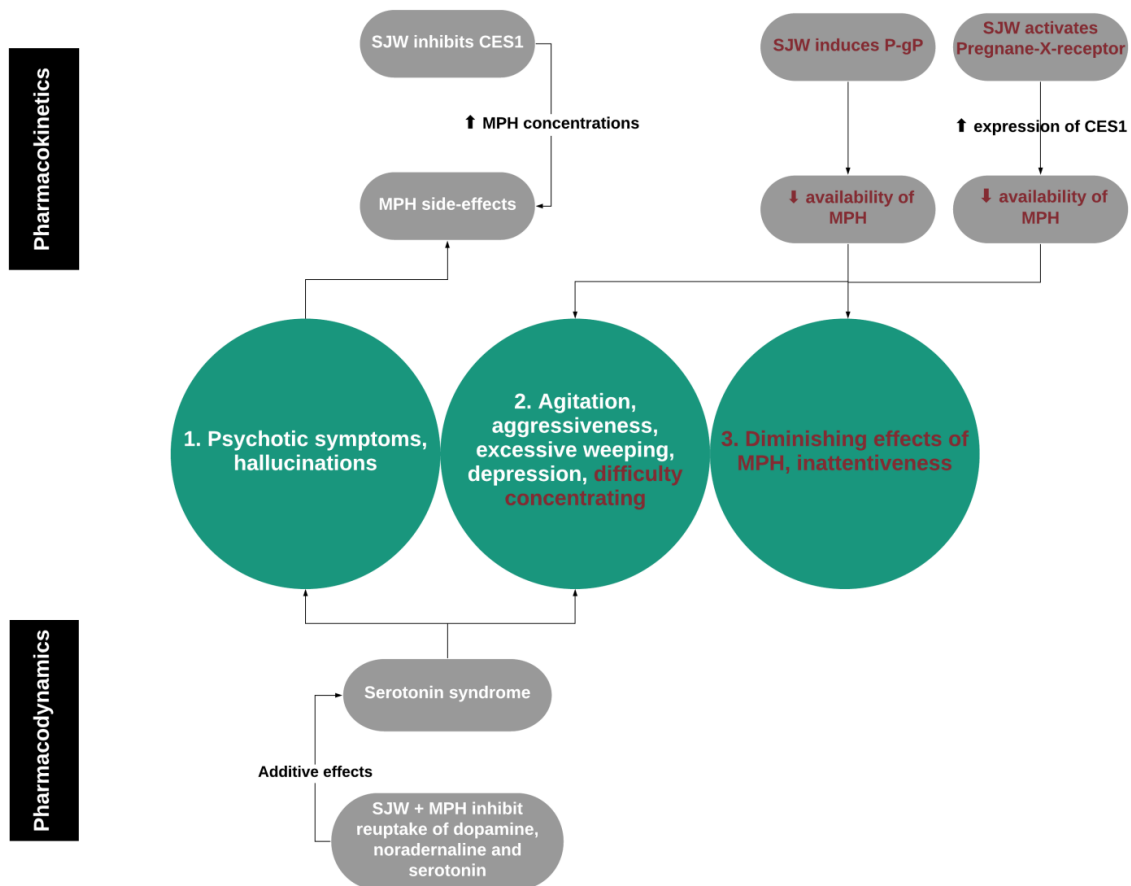 Pharmacokinetics
SJW inhibits CES1
SJW induces P-gP
SJW activates
Pregnane-X-receptor
⬆ MPH concentrations
⬆ expression of CES1
MPH side-effects
⬇ availability of
MPH
⬇ availability of
MPH
1. Psychotic symptoms,
hallucinations
2. Agitation,
aggressiveness,
excessive weeping,
depression, difficulty
concentrating
3. Diminishing effects of
MPH, inattentiveness
Pharmacodynamics
Serotonin syndrome
Additive effects
SJW + MPH inhibit
reuptake of dopamine,
noradernaline and
serotonin